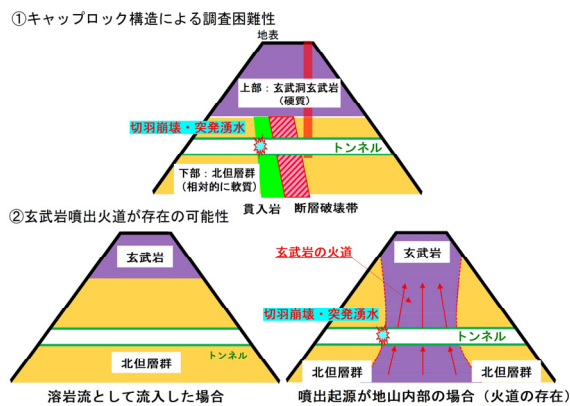 ①キャップロック構造による調査困難性
地表
上部：玄武洞玄武岩
（硬質）
切羽崩壊・突発湧水
トンネル
下部：北但層群
（相対的に軟質）
貫入岩
断層破壊帯
②玄武岩噴出火道が存在の可能性
玄武岩
トンネル
北但層群
溶岩流として流入した場合
玄武岩の火道
玄武岩
切羽崩壊・突発湧水
トンネル
北但層群
北但層群
噴出起源が地山内部の場合（火道の存在）